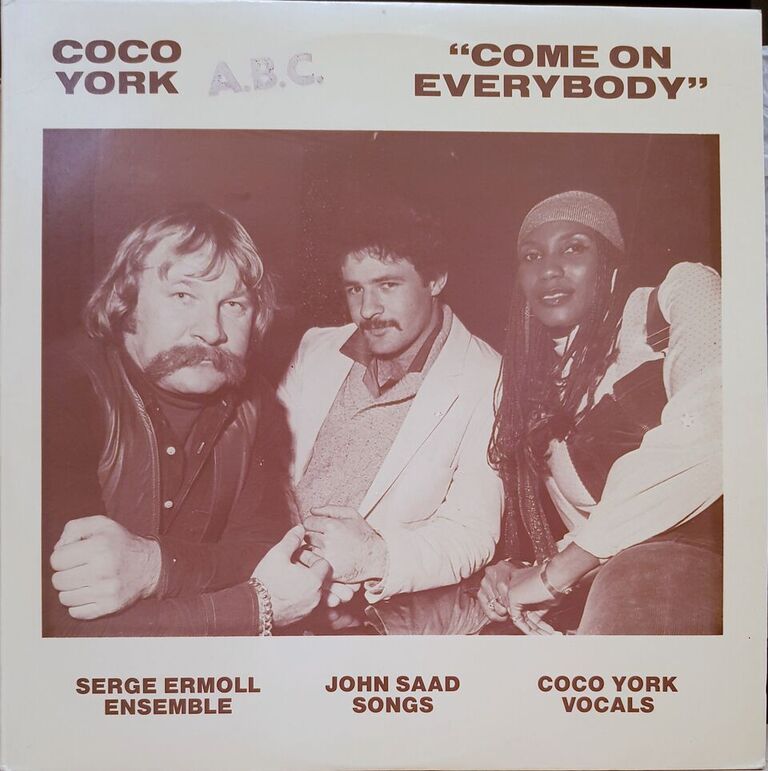 COCO
YORK
A.B.C.
“COME ON
EVERYBODY”
SERGE ERMOLL
ENSEMBLE
JOHN SAAD
SONGS
COCO YORK
VOCALS